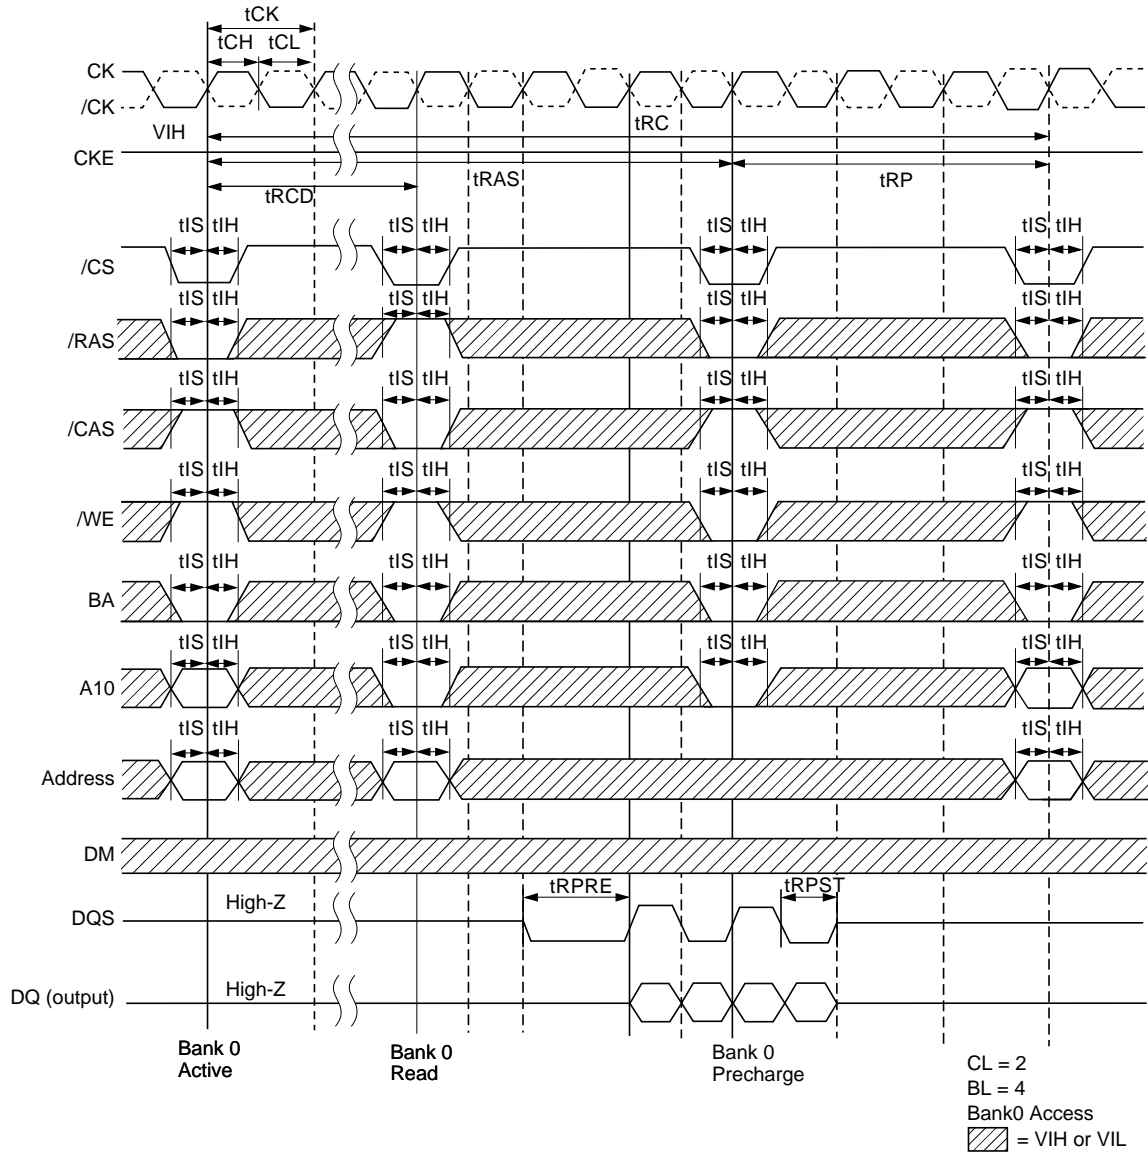 tCK
tCH tCL
CK
/CK
VIH
tRC
CKE
tRAS
tRP
tRCD
tIS tIH tIS tIH tIS tIH tIS tIH
/CS
tIS tIH tIS tIH tIS tIH tIS tIH
/RAS
tIS tIH tIS tIH tIS tIH tIS tIH
/CAS
tIS tIH tIS tIH tIS tIH tIS tIH
/WE
tIS tIH tIS tIH tIS tIH tIS tIH
BA
tIS tIH tIS tIH tIS tIH tIS tIH
A10
tIS tIH tIS tIH tIS tIH
Address
DM
tRPRE tRPST
High-Z
DQS
High-Z
DQ (output)
Bank 0
Active
Bank 0
Read
Bank 0
Precharge
CL = 2
BL = 4
Bank0 Access
= VIH or VIL